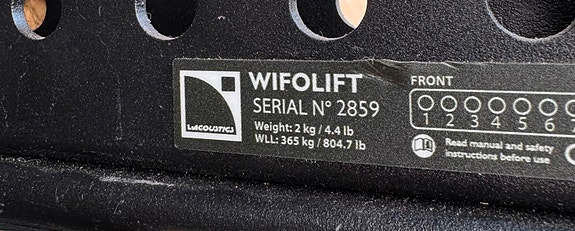 WIFOLIFT
SERIAL N° 2859
L-ACOUSTICS
Weight: 2 kg / 4.4 lb
WLL: 365 kg / 804.7 lb
FRONT
1 2 3 4 5 6
Read manual and safety
instructions before use